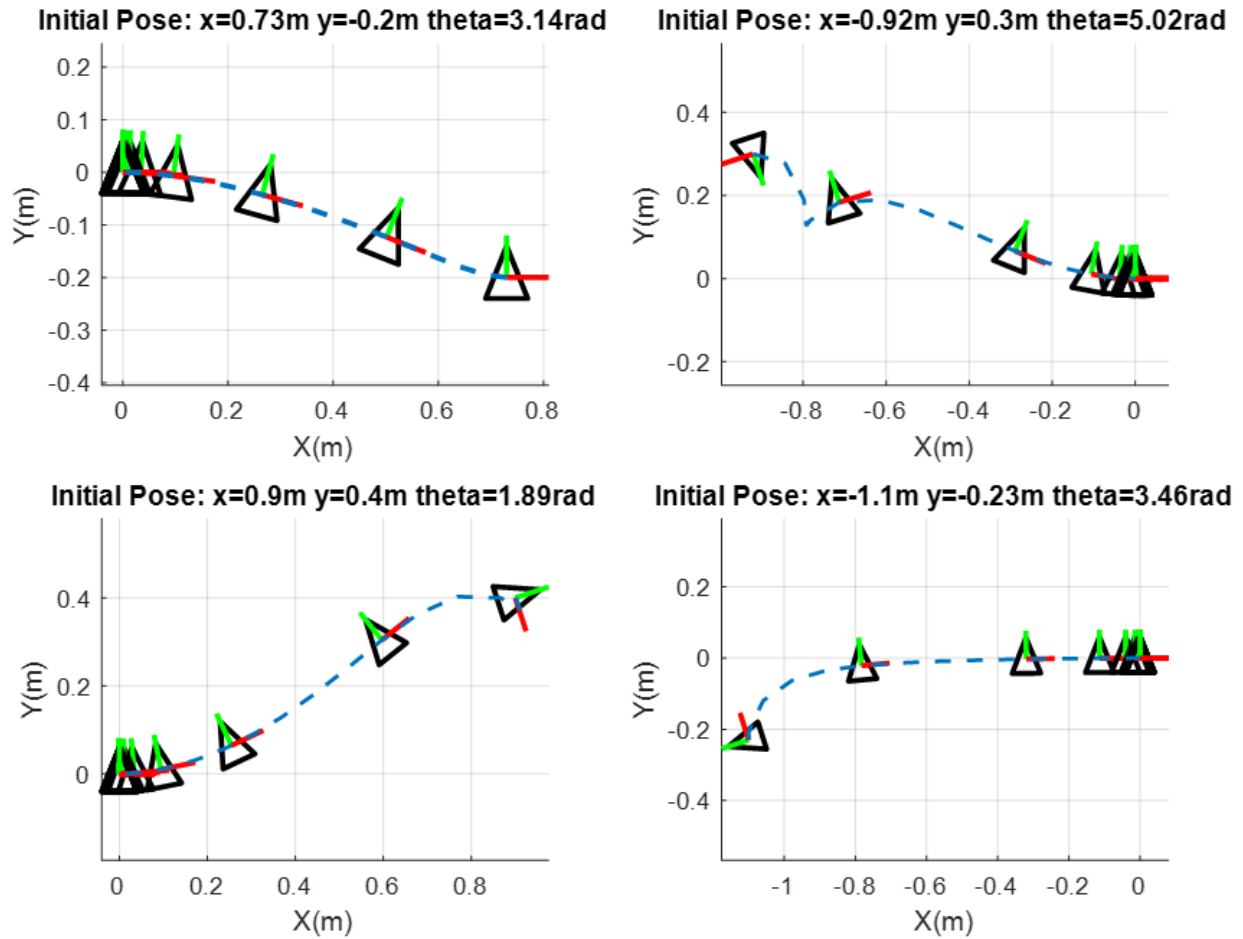 Initial Pose: x=0.73m y=-0.2m theta=3.14rad
0.2
0.1
0
-0.1
-0.2
-0.3
-0.4
Y(m)
0 0.2 0.4 0.6 0.8
X(m)
Initial Pose: x=-0.92m y=0.3m theta=5.02rad
0.4
0.2
0
-0.2
Y(m)
-0.8 -0.6 -0.4 -0.2 0
X(m)
Initial Pose: x=0.9m y=0.4m theta=1.89rad
0.4
0.2
0
Y(m)
0 0.2 0.4 0.6 0.8
X(m)
Initial Pose: x=-1.1m y=-0.23m theta=3.46rad
0.2
0
-0.2
-0.4
Y(m)
-1 -0.8 -0.6 -0.4 -0.2 0
X(m)